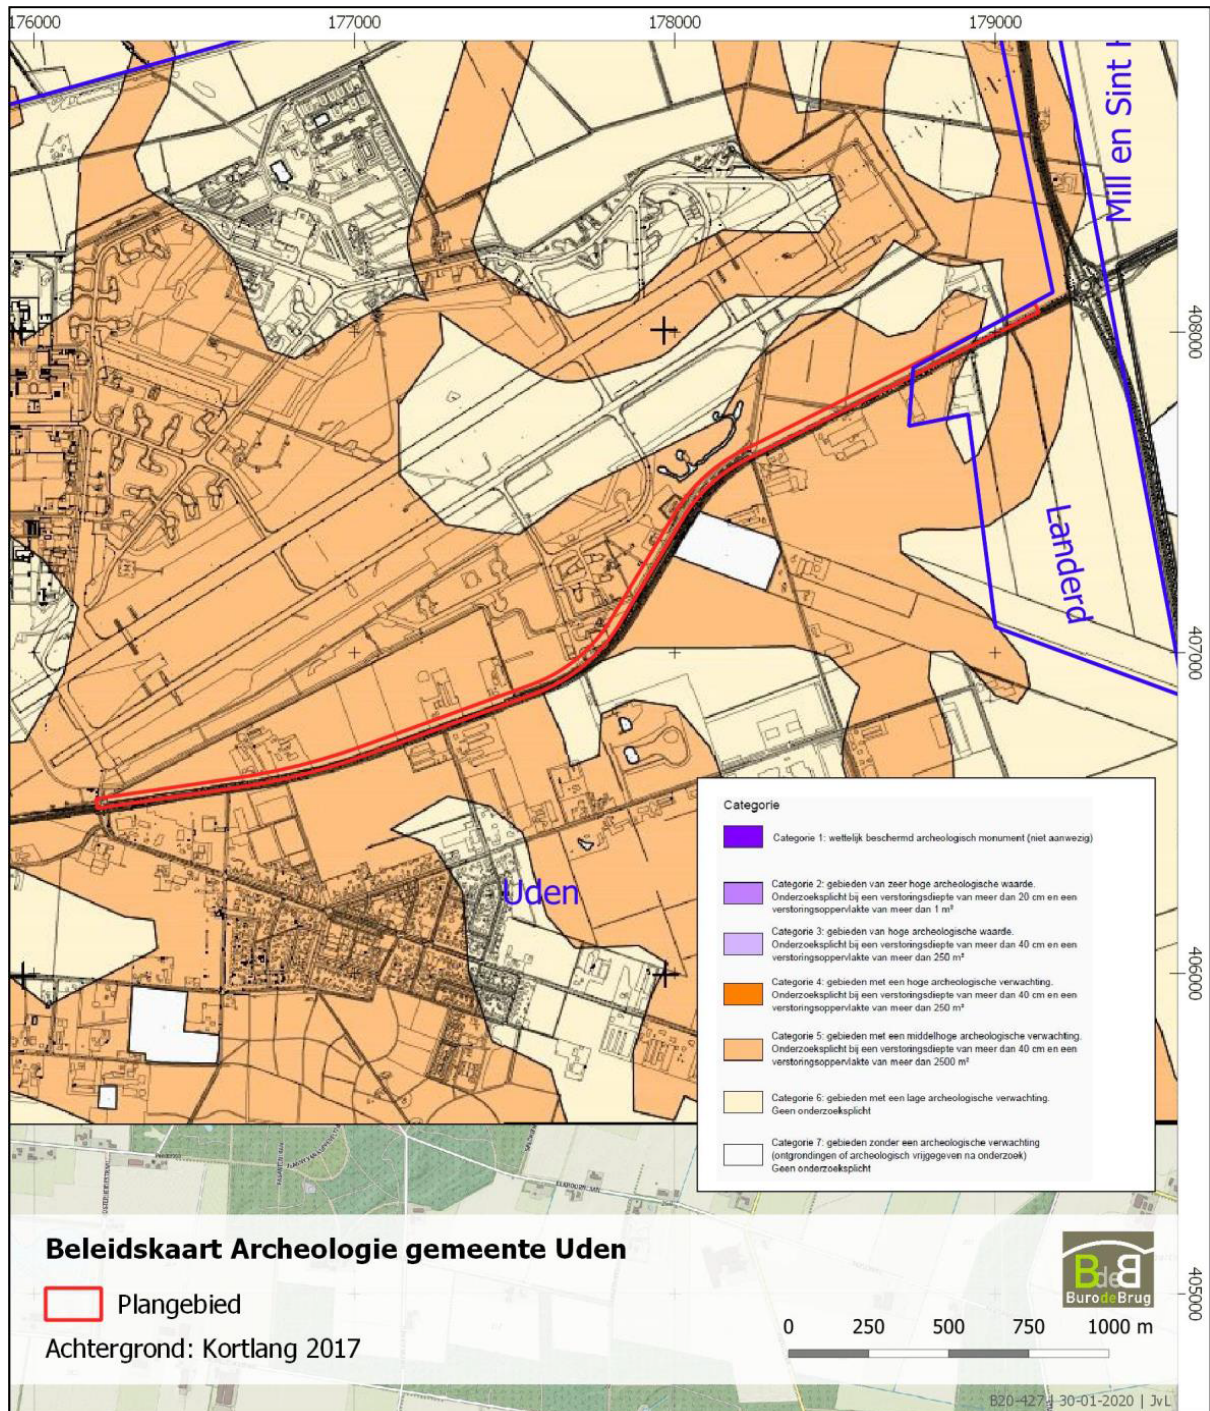 176000 177000 178000 179000
Mill en Sint H
408000
Landerd
407000
Uden
406000
Categorie
Categorie 1: wettelijk beschermd archeologisch monument (niet aanwezig)
Categorie 2: gebieden van zeer hoge archeologische waarde.
Onderzoeksplicht bij een verstoringsdiepte van meer dan 20 cm en een
verstoringsoppervlakte van meer dan 1 m²
Categorie 3: gebieden van hoge archeologische waarde.
Onderzoeksplicht bij een verstoringsdiepte van meer dan 40 cm en een
verstoringsoppervlakte van meer dan 250 m²
Categorie 4: gebieden met een hoge archeologische verwachting.
Onderzoeksplicht bij een verstoringsdiepte van meer dan 40 cm en een
verstoringsoppervlakte van meer dan 250 m²
Categorie 5: gebieden met een middelhoge archeologische verwachting.
Onderzoeksplicht bij een verstoringsdiepte van meer dan 40 cm en een
verstoringsoppervlakte van meer dan 2500 m²
Categorie 6: gebieden met een lage archeologische verwachting.
Geen onderzoeksplicht
Categorie 7: gebieden zonder een archeologische verwachting
(ontgrondingen of archeologisch vrijgegeven na onderzoek)
Geen onderzoeksplicht
405000
Beleidskaart Archeologie gemeente Uden
Plangebied
Achtergrond: Kortlang 2017
BdeB
BurodeBrug
0 250 500 750 1000 m
B20-427 | 30-01-2020 | JvL